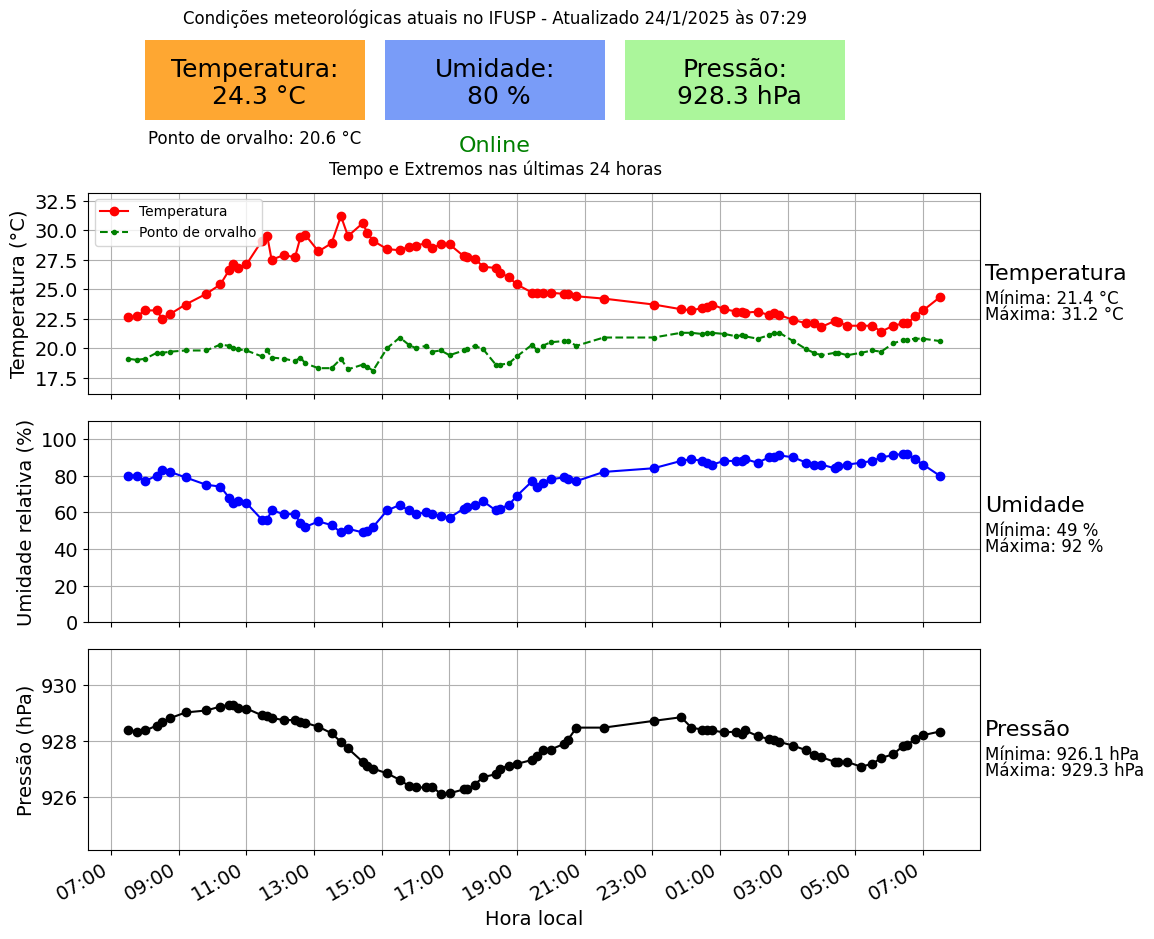 Condições meteorológicas atuais no IFUSP - Atualizado 24/1/2025 às 07:29
Temperatura:
24.3 °C
Umidade:
80 %
Pressão:
928.3 hPa
Ponto de orvalho: 20.6 °C
Online
Tempo e Extremos nas últimas 24 horas
Temperatura (°C)
32.5
30.0
27.5
25.0
22.5
20.0
17.5
Temperatura
Ponto de orvalho
Temperatura
Mínima: 21.4 °C
Máxima: 31.2 °C
Umidade relativa (%)
100
80
60
40
20
0
Umidade
Mínima: 49 %
Máxima: 92 %
Pressão (hPa)
930
928
926
Pressão
Mínima: 926.1 hPa
Máxima: 929.3 hPa
07:00 09:00 11:00 13:00 15:00 17:00 19:00 21:00 23:00 01:00 03:00 05:00 07:00
Hora local